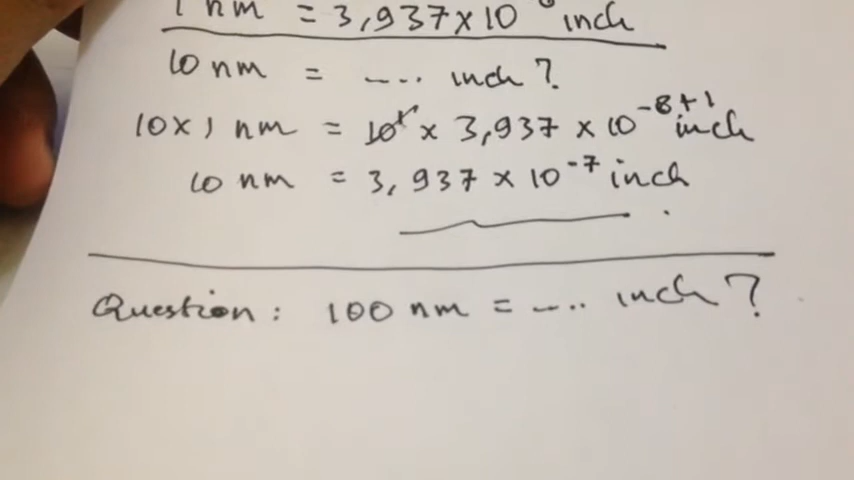 1 nm = 3,937 x 10 inch
10 nm = .... inch ?
10 x 1 nm = 10¹ x 3,937 x 10⁻⁸⁺¹ inch
10 nm = 3,937 x 10⁻⁷ inch
Question : 100 nm = .... inch ?